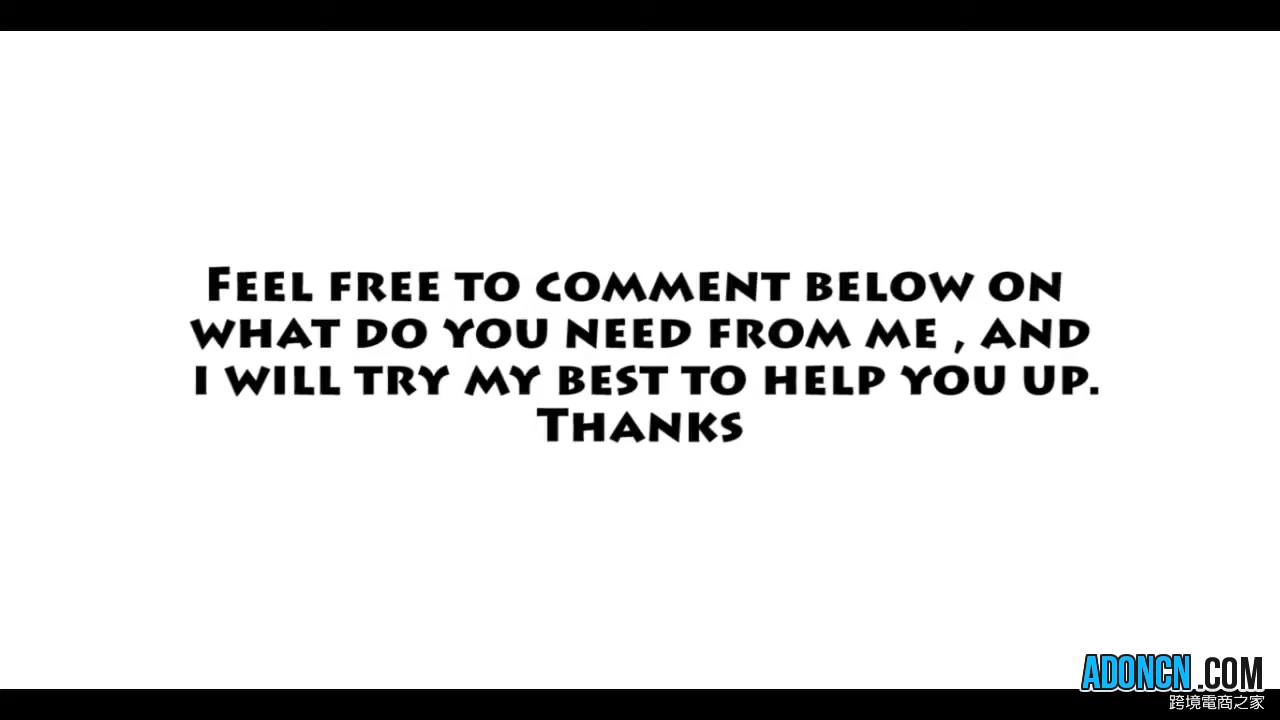 Feel free to comment below on
what do you need from me , and
i will try my best to help you up.
Thanks
ADONCN.COM
跨境電商之家